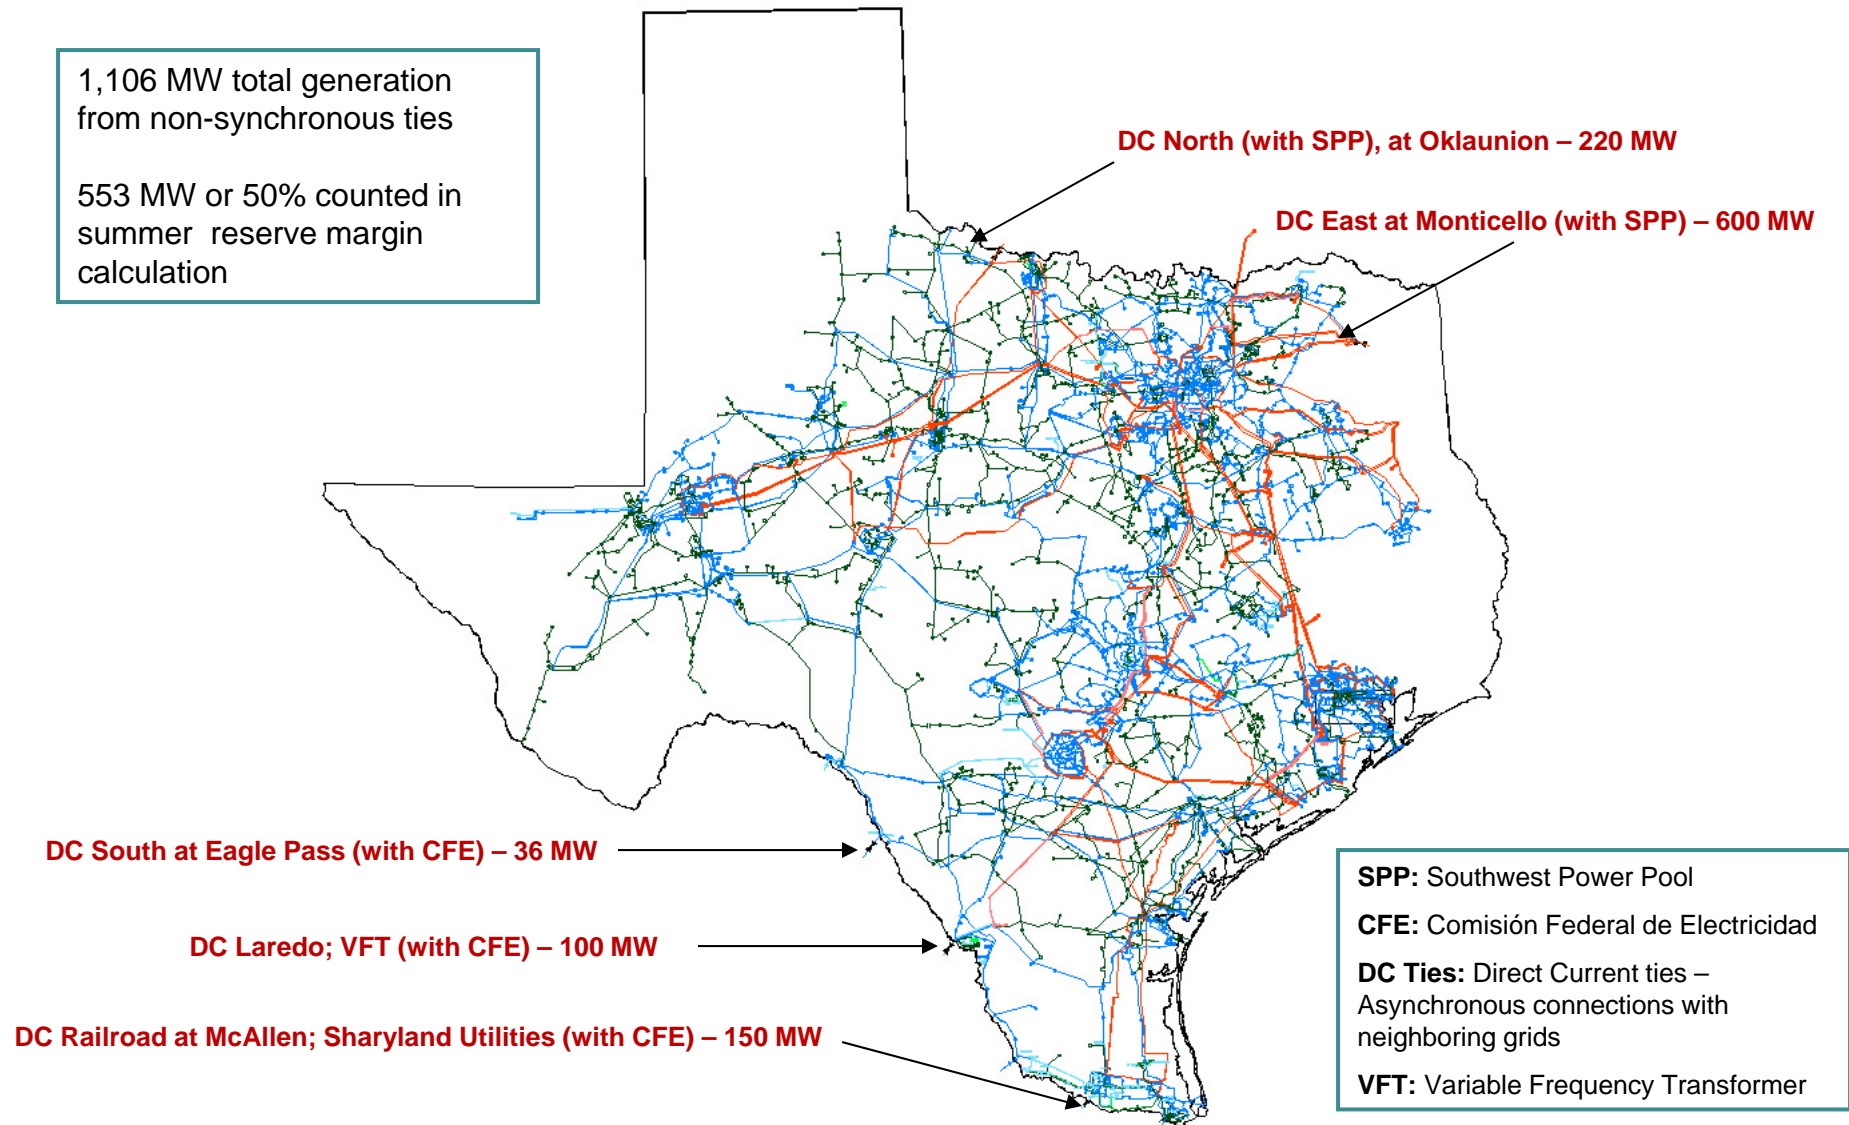 1,106 MW total generation
from non-synchronous ties
553 MW or 50% counted in
summer reserve margin
calculation
DC North (with SPP), at Oklaunion – 220 MW
DC East at Monticello (with SPP) – 600 MW
DC South at Eagle Pass (with CFE) – 36 MW
DC Laredo; VFT (with CFE) – 100 MW
DC Railroad at McAllen; Sharyland Utilities (with CFE) – 150 MW
SPP: Southwest Power Pool
CFE: Comisión Federal de Electricidad
DC Ties: Direct Current ties –
Asynchronous connections with
neighboring grids
VFT: Variable Frequency Transformer